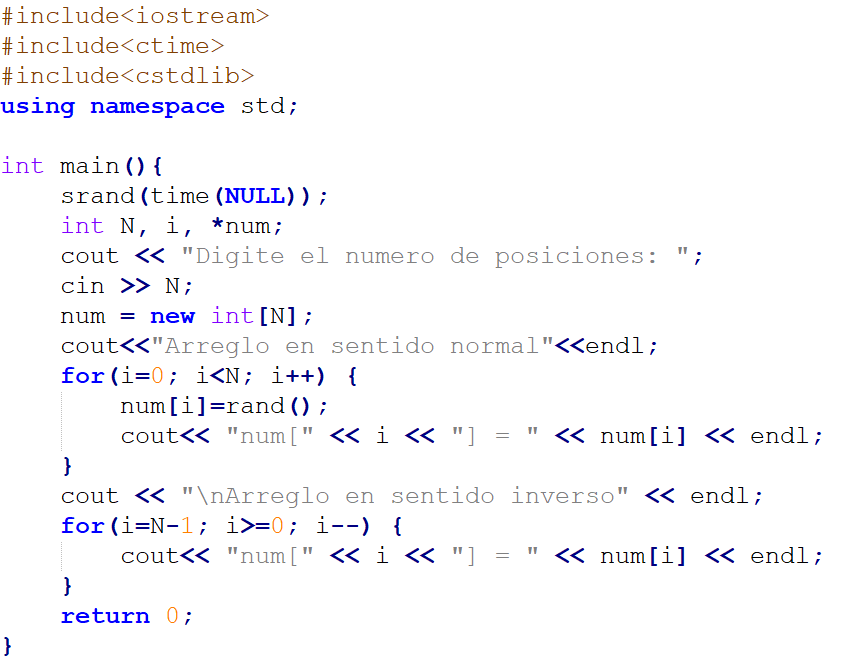 #include<iostream>
#include<ctime>
#include<cstdlib>
using namespace std;

int main(){
    srand(time(NULL));
    int N, i, *num;
    cout << "Digite el numero de posiciones: ";
    cin >> N;
    num = new int[N];
    cout<<"Arreglo en sentido normal"<<endl;
    for(i=0; i<N; i++) {
        num[i]=rand();
        cout<< "num[" << i << "] = " << num[i] << endl;
    }
    cout << "\nArreglo en sentido inverso" << endl;
    for(i=N-1; i>=0; i--) {
        cout<< "num[" << i << "] = " << num[i] << endl;
    }
    return 0;
}